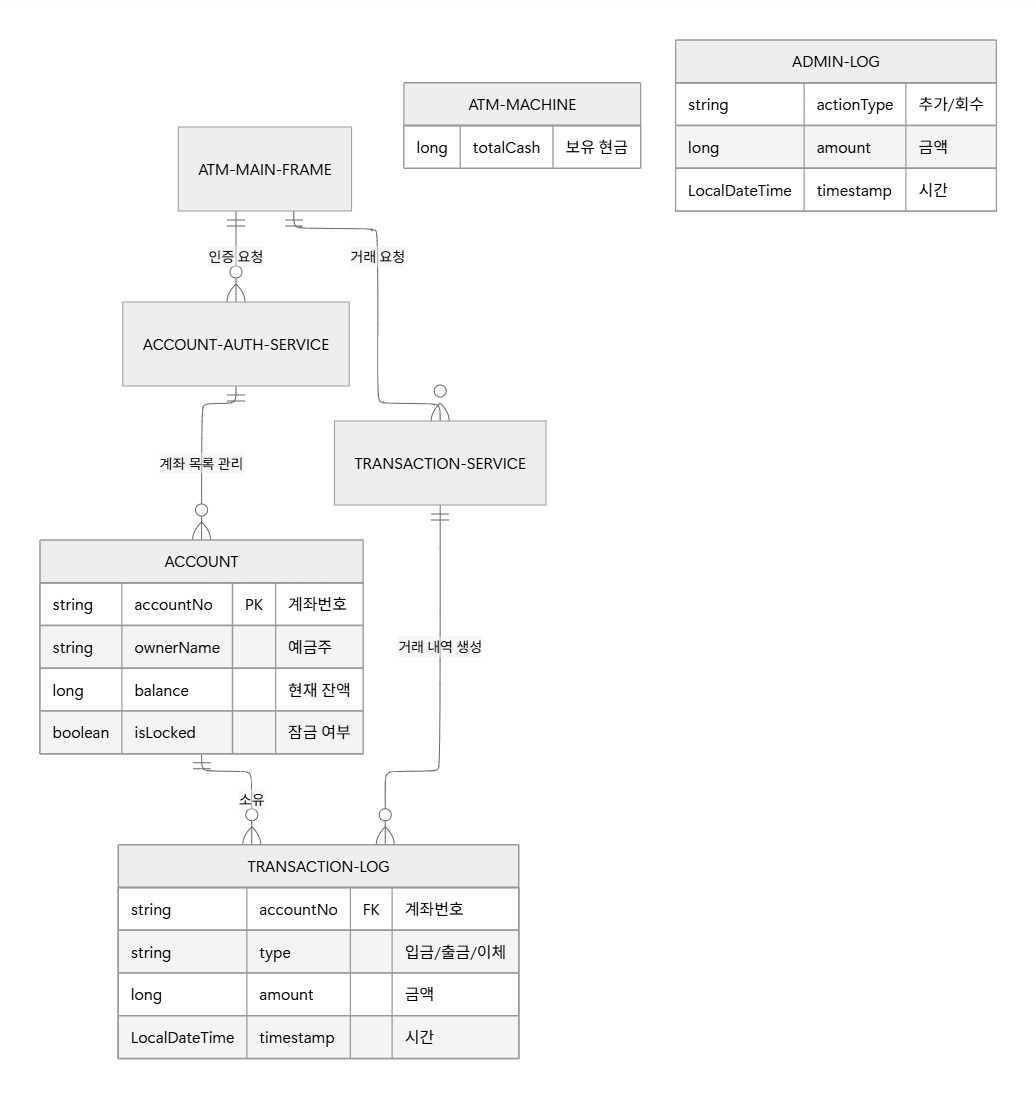 ADMIN-LOG
string actionType 추가/회수
long amount 금액
LocalDateTime timestamp 시간
ATM-MACHINE
long totalCash 보유 현금
ATM-MAIN-FRAME
인증 요청
거래 요청
ACCOUNT-AUTH-SERVICE
계좌 목록 관리
TRANSACTION-SERVICE
ACCOUNT
string accountNo PK 계좌번호
string ownerName 예금주
long balance 현재 잔액
boolean isLocked 잠금 여부
거래 내역 생성
소유
TRANSACTION-LOG
string accountNo FK 계좌번호
string type 입금/출금/이체
long amount 금액
LocalDateTime timestamp 시간